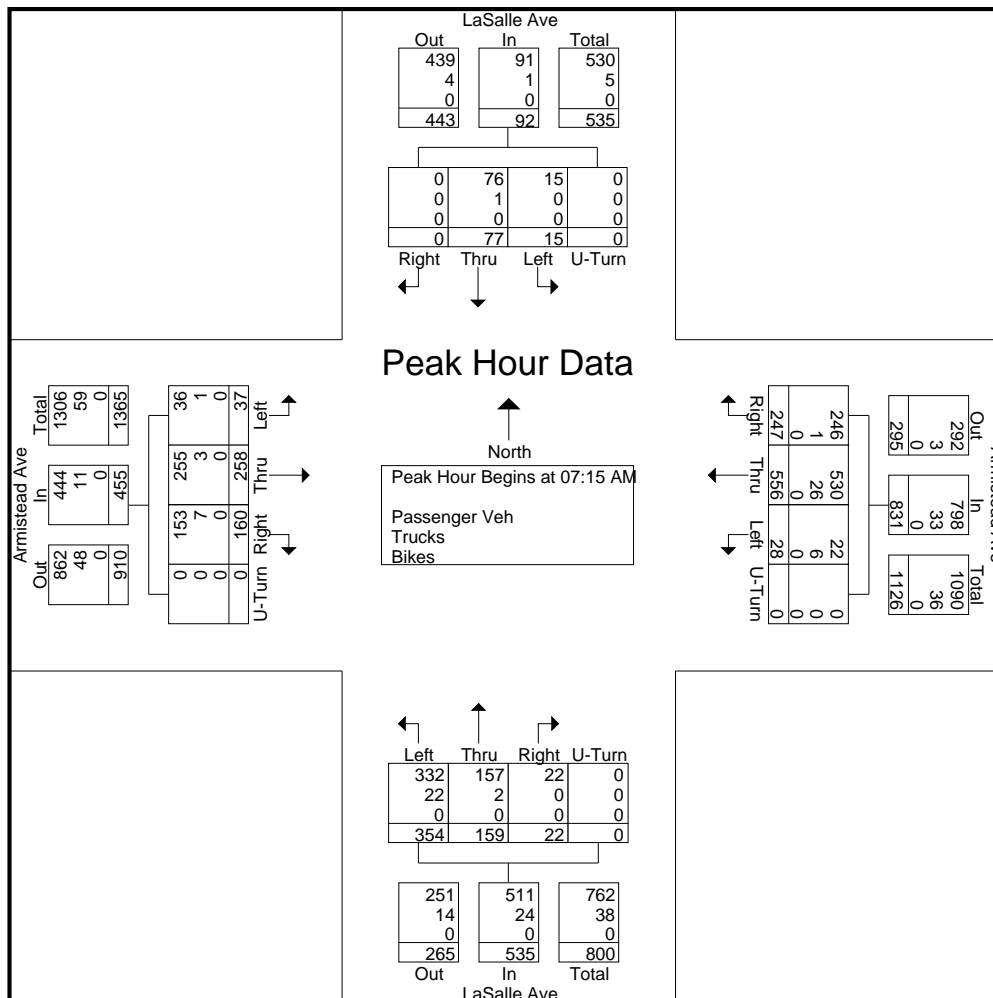 LaSalle Ave
Out In Total
439 91 530
4 1 5
0 0 0
443 92 535
0 76 15 0
0 1 0 0
0 0 0 0
0 77 15 0
Right Thru Left U-Turn
Peak Hour Data
North
Peak Hour Begins at 07:15 AM
Passenger Veh
Trucks
Bikes
Armistead Ave
Out In Total
862 444 1306
48 11 59
0 0 0
910 455 1365
153 255 36
0 7 3 1
0 0 0 0
0 160 258 37
U-Turn Right Thru Left
Out In Total
292 798 1090
3 33 36
0 0 0
295 831 1126
246 530 22 0
1 26 6 0
0 0 0 0
247 556 28 0
Right Thru Left U-Turn
Left Thru Right U-Turn
332 157 22 0
22 2 0 0
0 0 0 0
354 159 22 0
251 511 762
14 24 38
0 0 0
265 535 800
Out In Total
LaSalle Ave